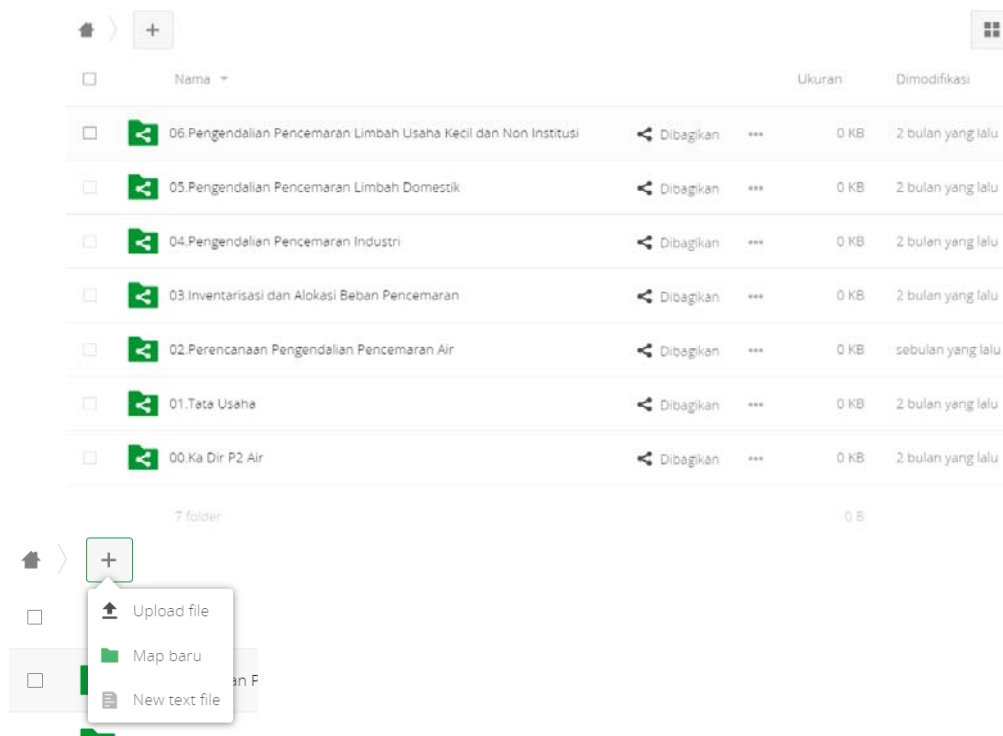 Nama Ukuran Dimodifikasi
06.Pengendalian Pencemaran Limbah Usaha Kecil dan Non Institusi Dibagikan 0 KB 2 bulan yang lalu
05.Pengendalian Pencemaran Limbah Domestik Dibagikan 0 KB 2 bulan yang lalu
04.Pengendalian Pencemaran Industri Dibagikan 0 KB 2 bulan yang lalu
03.Inventarisasi dan Alokasi Beban Pencemaran Dibagikan 0 KB 2 bulan yang lalu
02.Perencanaan Pengendalian Pencemaran Air Dibagikan 0 KB sebulan yang lalu
01.Tata Usaha Dibagikan 0 KB 2 bulan yang lalu
00.Ka Dir P2 Air Dibagikan 0 KB 2 bulan yang lalu
7 folder 0 B
Upload file
Map baru
an P
New text file